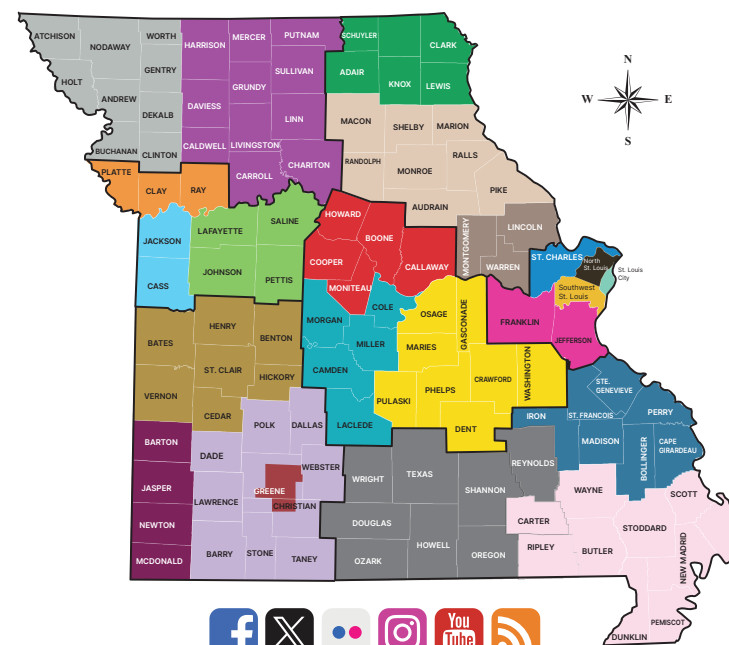 ATCHISON
NODAWAY
WORTH
HARRISON
MERCER
PUTNAM
SCHUYLER
CLARK
HOLT
GENTRY
SULLIVAN
ADAIR
KNOX
LEWIS
ANDREW
GRUNDY
DAVIESS
DEKALB
LINN
MACON
SHELBY
MARION
BUCHANAN
CLINTON
CALDWELL
LIVINGSTON
CHARITON
CARROLL
RANDOLPH
MONROE
RALLS
PIKE
AUDRAIN
PLATTE
CLAY
RAY
N
W
E
S
JACKSON
CASS
LAFAYETTE
SALINE
JOHNSON
PETTIS
HOWARD
BOONE
COOPER
CALLAWAY
MONITEAU
MONTGOMERY
LINCOLN
WARREN
ST. CHARLES
North
St. Louis
St. Louis
City
Southwest
St. Louis
FRANKLIN
JEFFERSON
COLE
MORGAN
MILLER
CAMDEN
LACLEDE
OSAGE
GASCONADE
MARIES
PHELPS
CRAWFORD
WASHINGTON
PULASKI
DENT
BATES
HENRY
BENTON
ST. CLAIR
HICKORY
VERNON
CEDAR
STE.
GENEVIEVE
PERRY
IRON
ST. FRANCOIS
MADISON
BOLLINGER
CAPE
GIRARDEAU
BARTON
JASPER
NEWTON
MCDONALD
POLK
DALLAS
DADE
WEBSTER
GREENE
CHRISTIAN
LAWRENCE
BARRY
STONE
TANEY
WRIGHT
TEXAS
SHANNON
REYNOLDS
DOUGLAS
HOWELL
OZARK
OREGON
WAYNE
CARTER
RIPLEY
BUTLER
STODDARD
SCOTT
NEW MADRID
PEMISCOT
DUNKLIN
You
Tube